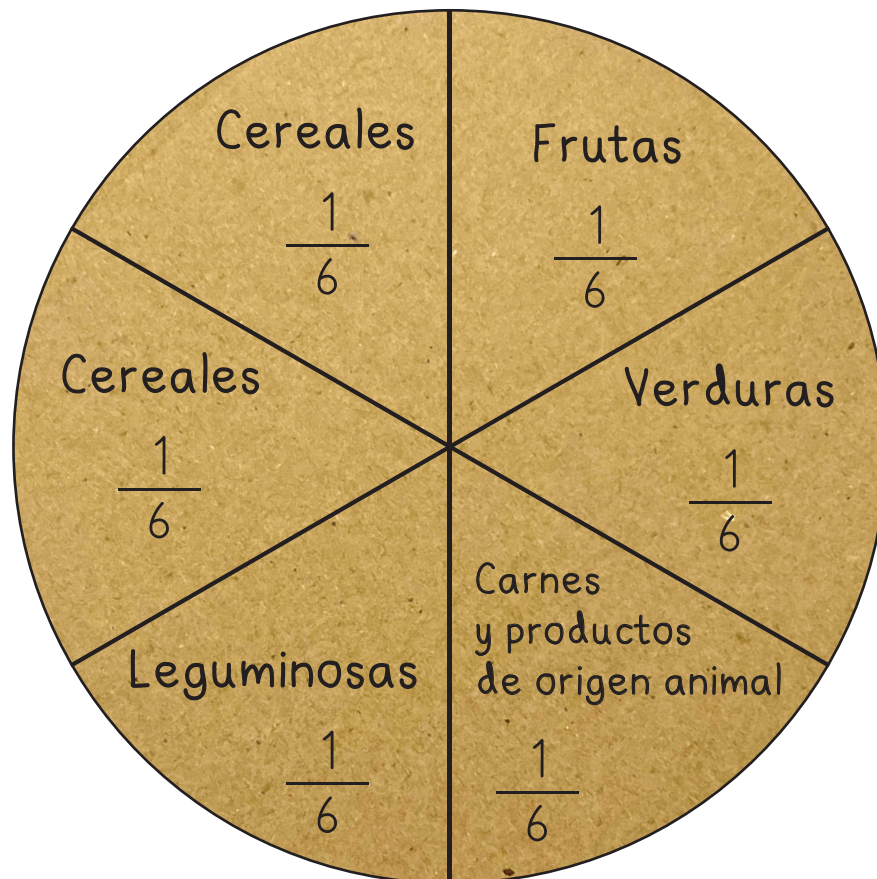 Cereales
1
6
Frutas
1
6
Cereales
1
6
Verduras
1
6
Leguminosas
1
6
Carnes
y productos
de origen animal
1
6